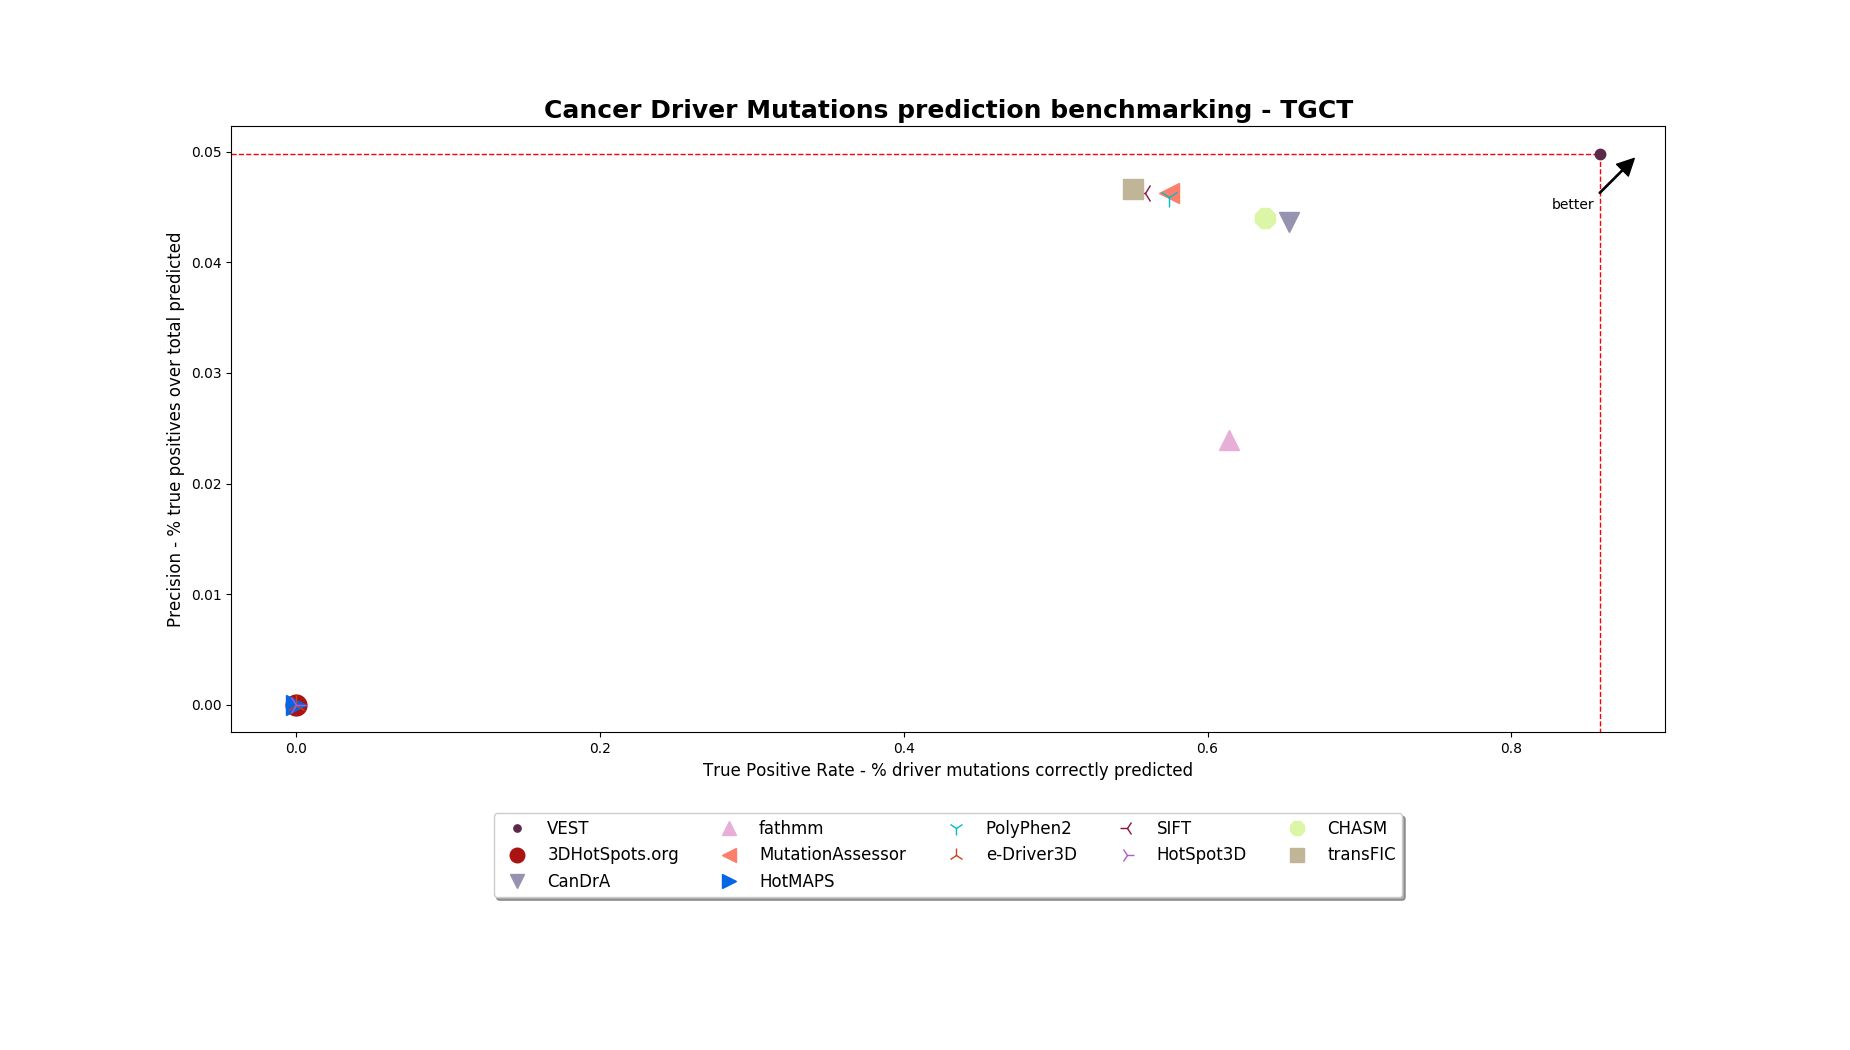 Cancer Driver Mutations prediction benchmarking - TGCT
Precision - % true positives over total predicted
0.05
0.04
0.03
0.02
0.01
0.00
better
0.0
0.2
0.4
0.6
0.8
True Positive Rate - % driver mutations correctly predicted
VEST
3DHotSpots.org
CanDrA
fathmm
MutationAssessor
HotMAPS
PolyPhen2
e-Driver3D
SIFT
HotSpot3D
CHASM
transFIC